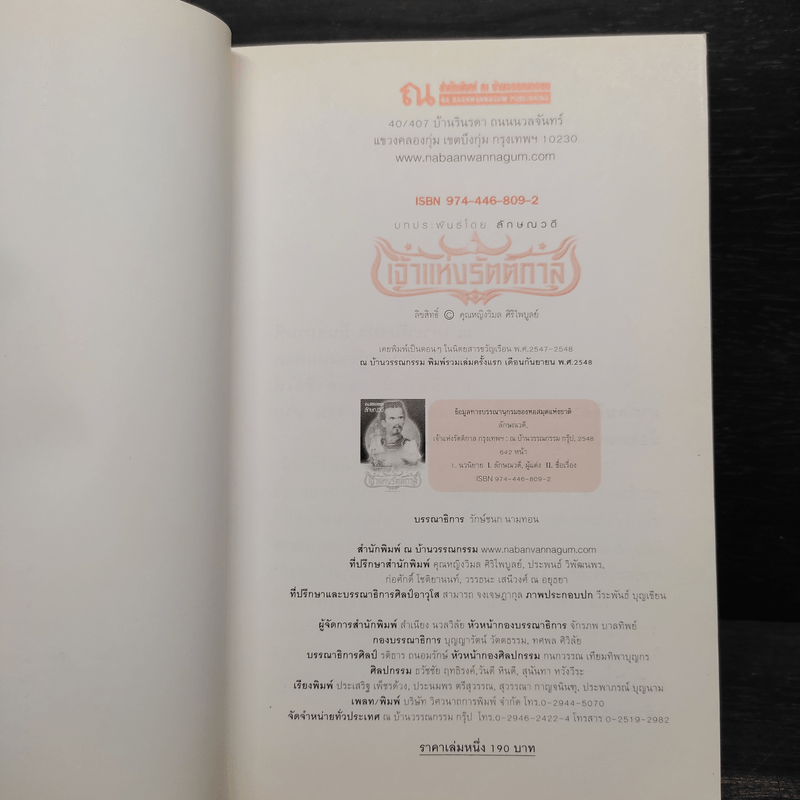 ณ สำนักพิมพ์ ณ บ้านวรรณกรรม
NA BAANWANNAGUM PUBLISHING
40/407 บ้านรินรดา ถนนนวลจันทร์
แขวงคลองกุ่ม เขตบึงกุ่ม กรุงเทพฯ 10230
www.nabaanwannagum.com
ISBN 974-446-809-2
บทประพันธ์โดย ลักษณวดี
เจ้าแห่งรัตติกาล
ลิขสิทธิ์ © คุณหญิงวิมล ศิริไพบูลย์
เคยพิมพ์เป็นตอนๆ ในนิตยสารขวัญเรือน พ.ศ.2547-2548
ณ บ้านวรรณกรรม พิมพ์รวมเล่มครั้งแรก เดือนกันยายน พ.ศ.2548
ลักษณวดี
เจ้าแห่งรัตติกาล
ข้อมูลทางบรรณานุกรมของหอสมุดแห่งชาติ
ลักษณวดี,
เจ้าแห่งรัตติกาล กรุงเทพฯ : ณ บ้านวรรณกรรม กรุ๊ป, 2548
642 หน้า
1. นวนิยาย. I. ลักษณวดี, ผู้แต่ง II. ชื่อเรื่อง
ISBN 974-446-809-2
บรรณาธิการ รักษ์ชนก นามทอน
สำนักพิมพ์ ณ บ้านวรรณกรรม www.nabanvannagum.com
ที่ปรึกษาสำนักพิมพ์ คุณหญิงวิมล ศิริไพบูลย์, ประพนธ์ วิพัฒนพร,
ก่อศักดิ์ โชติยานนท์, วรรธนะ เสนีวงศ์ ณ อยุธยา
ที่ปรึกษาและบรรณาธิการศิลป์อาวุโส สามารถ จงเจษฎากุล ภาพประกอบปก วีระพันธ์ บุญเขียน
ผู้จัดการสำนักพิมพ์ สำเนียง นวลวิลัย หัวหน้ากองบรรณาธิการ จักรภพ บาลทิพย์
กองบรรณาธิการ บุญญารัตน์ วัตตธรรม, ทศพล ศิวิลัย
บรรณาธิการศิลป์ รติธาร ถนอมรักษ์ หัวหน้ากองศิลปกรรม กนกวรรณ เทียมทิพาบุญกร
ศิลปกรรม ธวัชชัย ฤทธิรงค์,วันดี หินดี, สุนันทา หวังวีระ
เรียงพิมพ์ ประเสริฐ เพ็ชรด้วง, ประนมพร ตรีสุวรรณ, สุวรรณา กาญจนินทุ, ประพาภรณ์ บุญนาม
เพลท/พิมพ์ บริษัท วิศวนาถการพิมพ์ จำกัด โทร.0-2944-5070
จัดจำหน่ายทั่วประเทศ ณ บ้านวรรณกรรม กรุ๊ป โทร.0-2946-2422-4 โทรสาร 0-2519-2982
ราคาเล่มหนึ่ง 190 บาท